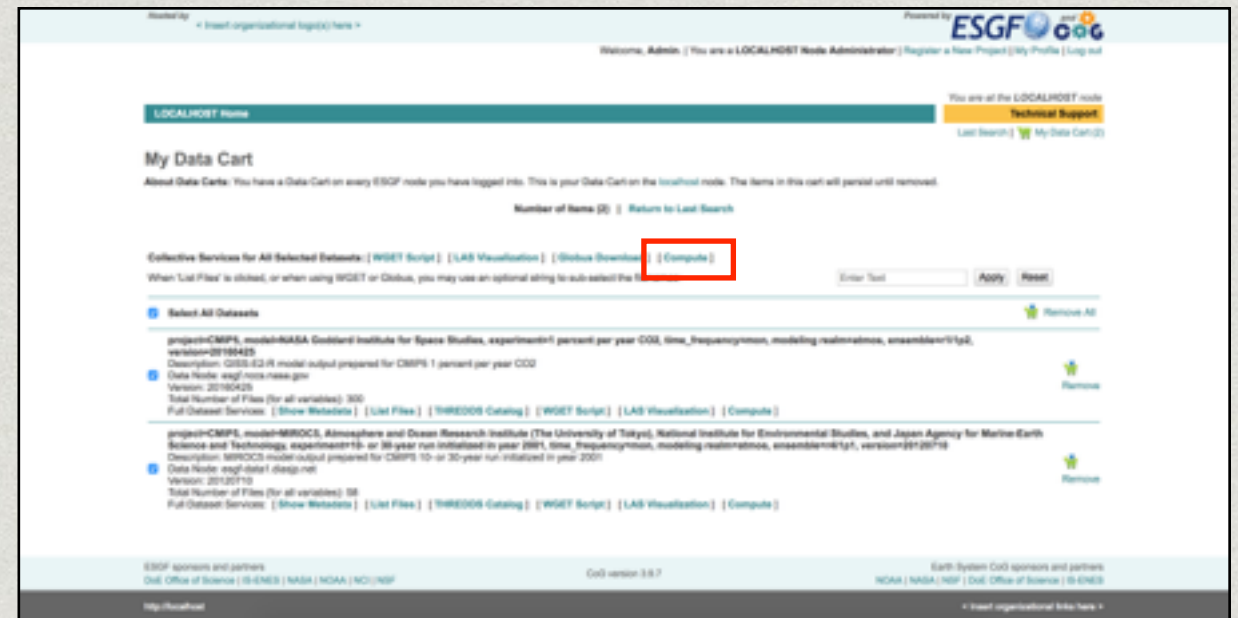 Hosted by
< Insert organizational logo(s) here >
Powered by ESGF and CoG
Welcome, Admin. | You are a LOCALHOST Node Administrator | Register a New Project | My Profile | Log out
You are at the LOCALHOST node
LOCALHOST Home
Technical Support
Last Search | My Data Cart (2)
My Data Cart
About Data Carts: You have a Data Cart on every ESGF node you have logged into. This is your Data Cart on the localhost node. The items in this cart will persist until removed.
Number of Items (2) | Return to Last Search
Collective Services for All Selected Datasets: [ WGET Script ] [ LAS Visualization ] [ Globus Download ] [ Compute ]
When 'List Files' is clicked, or when using WGET or Globus, you may use an optional string to sub-select the
Enter Text Apply Reset
Select All Datasets
Remove All
project=CMIP5, model=NASA Goddard Institute for Space Studies, experiment=1 percent per year CO2, time_frequency=mon, modeling realm=atmos, ensemble=r1i1p2,
version=20160425
Description: GISS-E2-R model output prepared for CMIP5 1 percent per year CO2
Data Node: esgf.nccs.nasa.gov
Version: 20160425
Total Number of Files (for all variables): 300
Full Dataset Services: [ Show Metadata ] [ List Files ] [ THREDDS Catalog ] [ WGET Script ] [ LAS Visualization ] [ Compute ]
Remove
project=CMIP5, model=MIROC5, Atmosphere and Ocean Research Institute (The University of Tokyo), National Institute for Environmental Studies, and Japan Agency for Marine-Earth
Science and Technology, experiment=10- or 30-year run initialized in year 2001, time_frequency=mon, modeling realm=atmos, ensemble=r4i1p1, version=20120710
Description: MIROC5 model output prepared for CMIP5 10- or 30-year run initialized in year 2001
Data Node: esgf-data1.diasjp.net
Version: 20120710
Total Number of Files (for all variables): 58
Full Dataset Services: [ Show Metadata ] [ List Files ] [ THREDDS Catalog ] [ WGET Script ] [ LAS Visualization ] [ Compute ]
Remove
ESGF sponsors and partners
DoE Office of Science | IS-ENES | NASA | NOAA | NCI | NSF
CoG version 3.9.7
Earth System CoG sponsors and partners
NOAA | NASA | NSF | DoE Office of Science | IS-ENES
http://localhost
< Insert organizational links here >